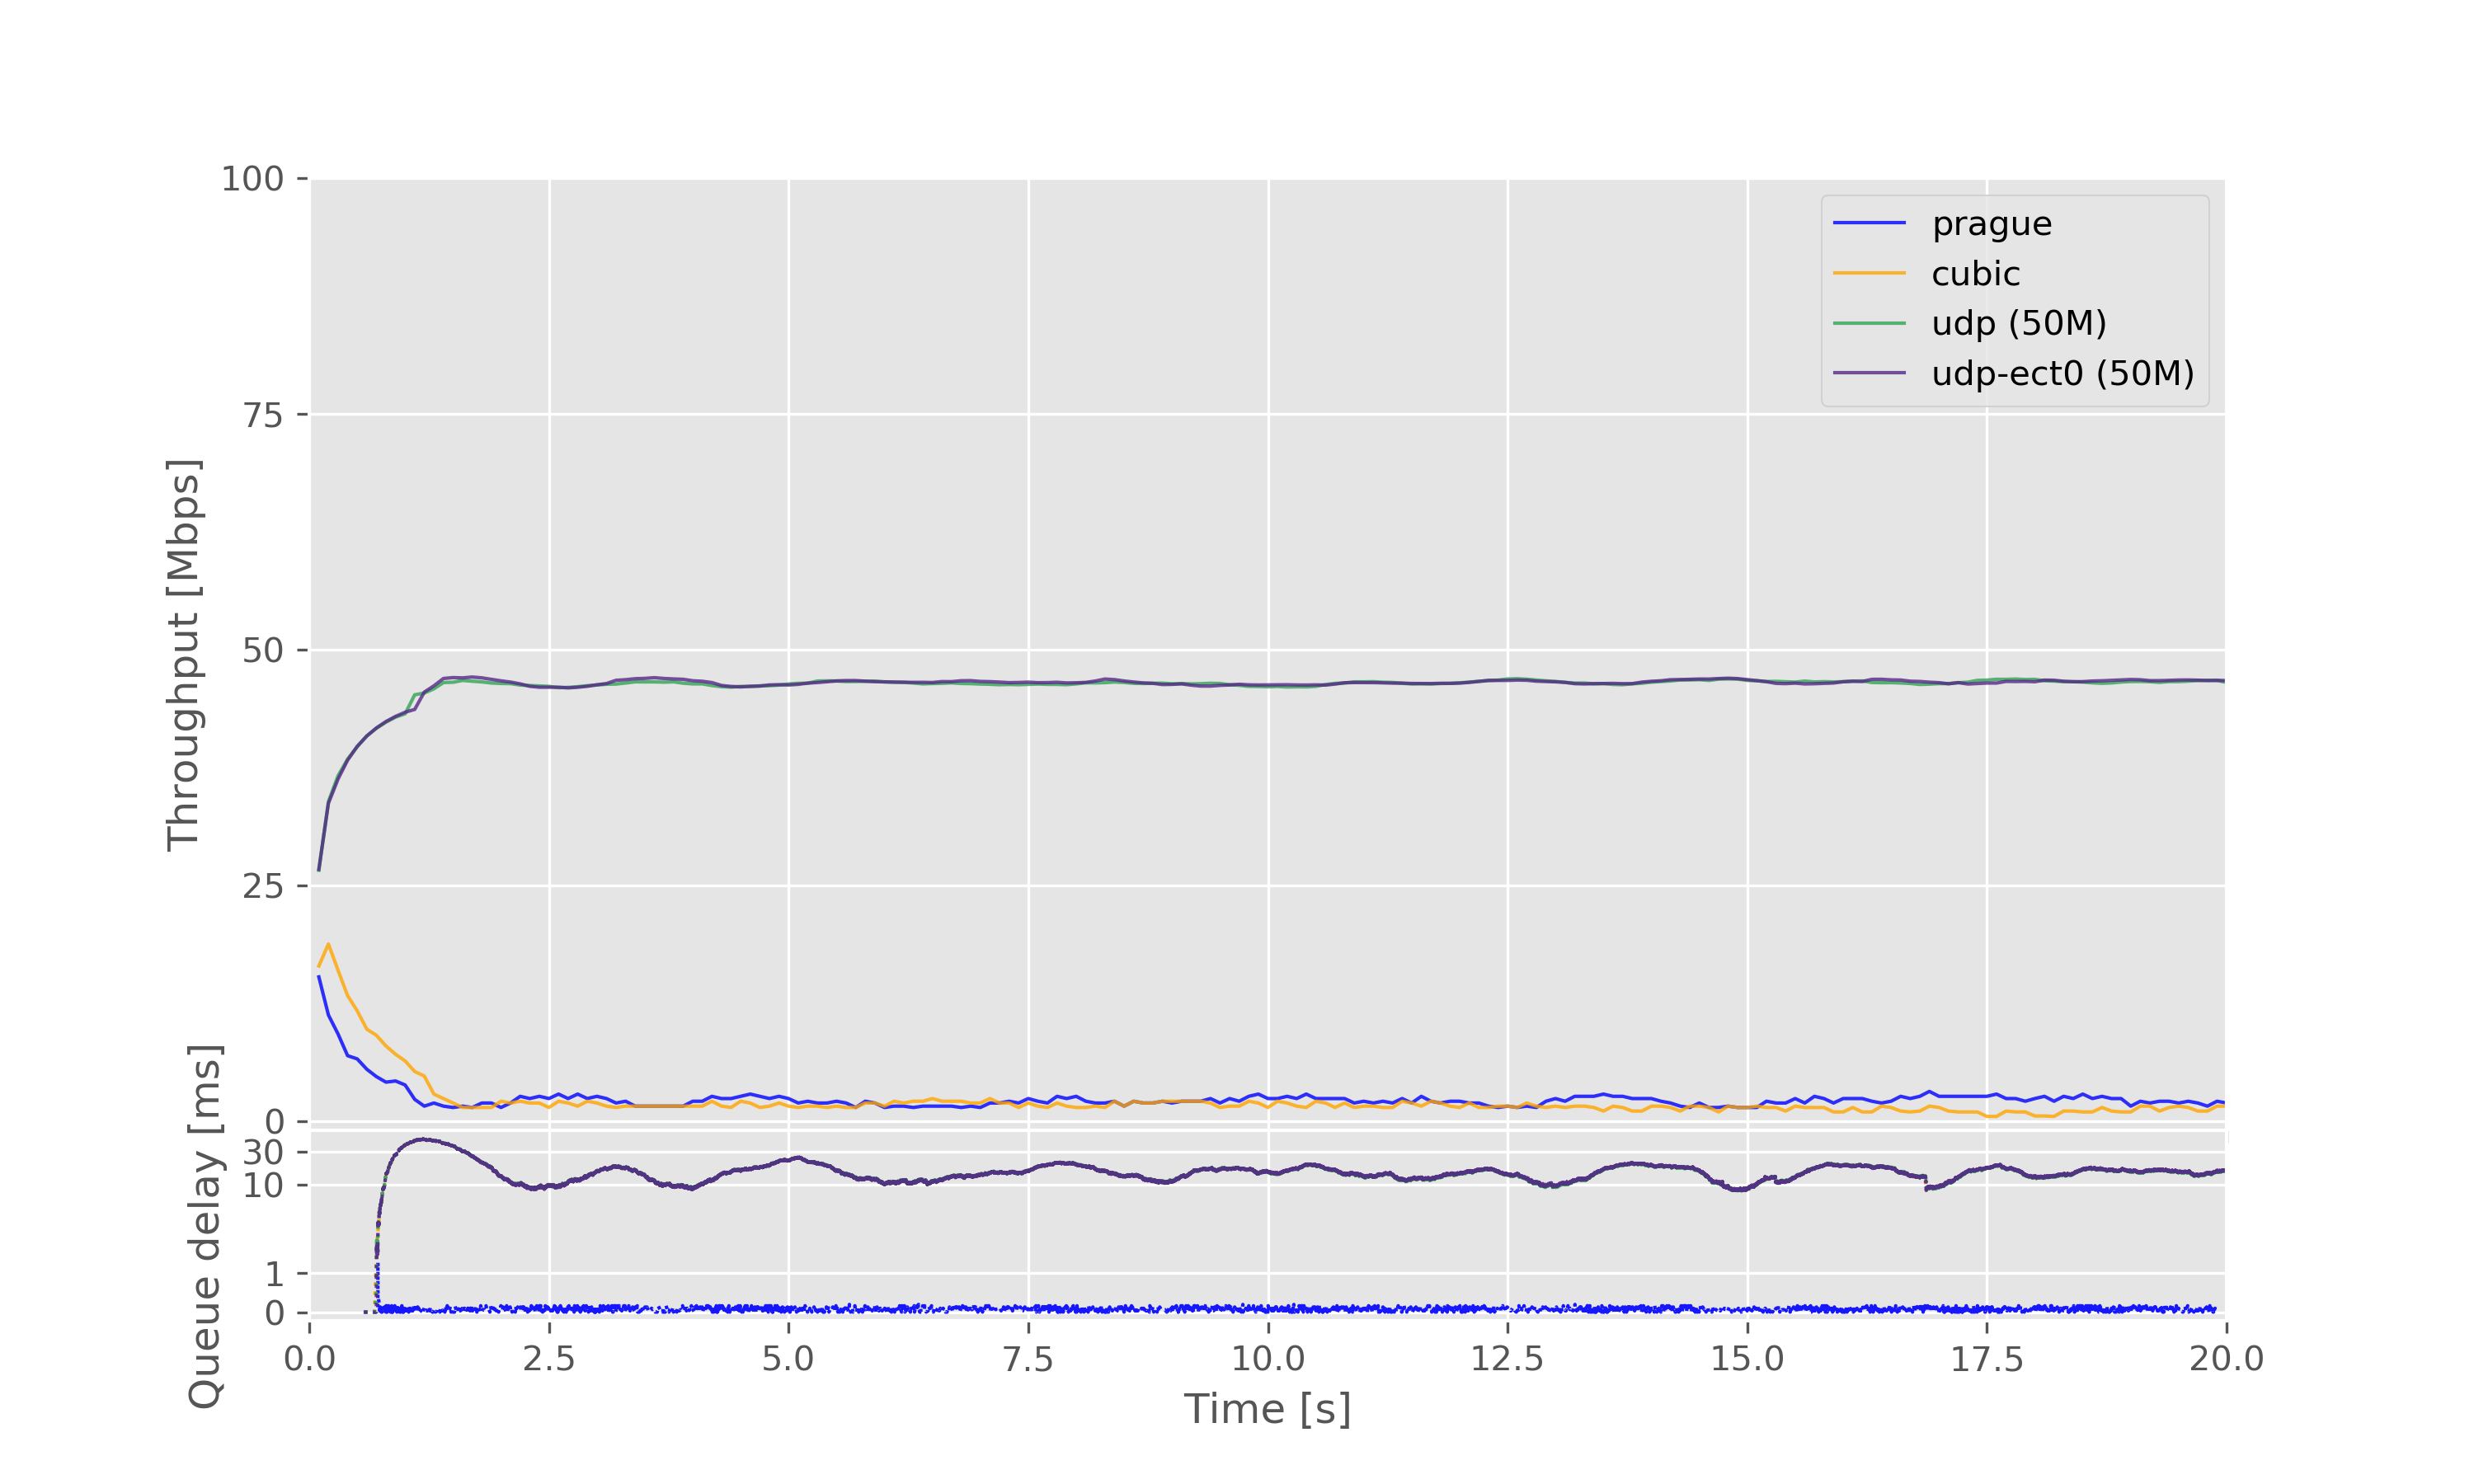 100
75
50
25
0
Throughput [Mbps]
prague
cubic
udp (50M)
udp-ect0 (50M)
30
10
1
0
Queue delay [ms]
0.0 2.5 5.0 7.5 10.0 12.5 15.0 17.5 20.0
Time [s]